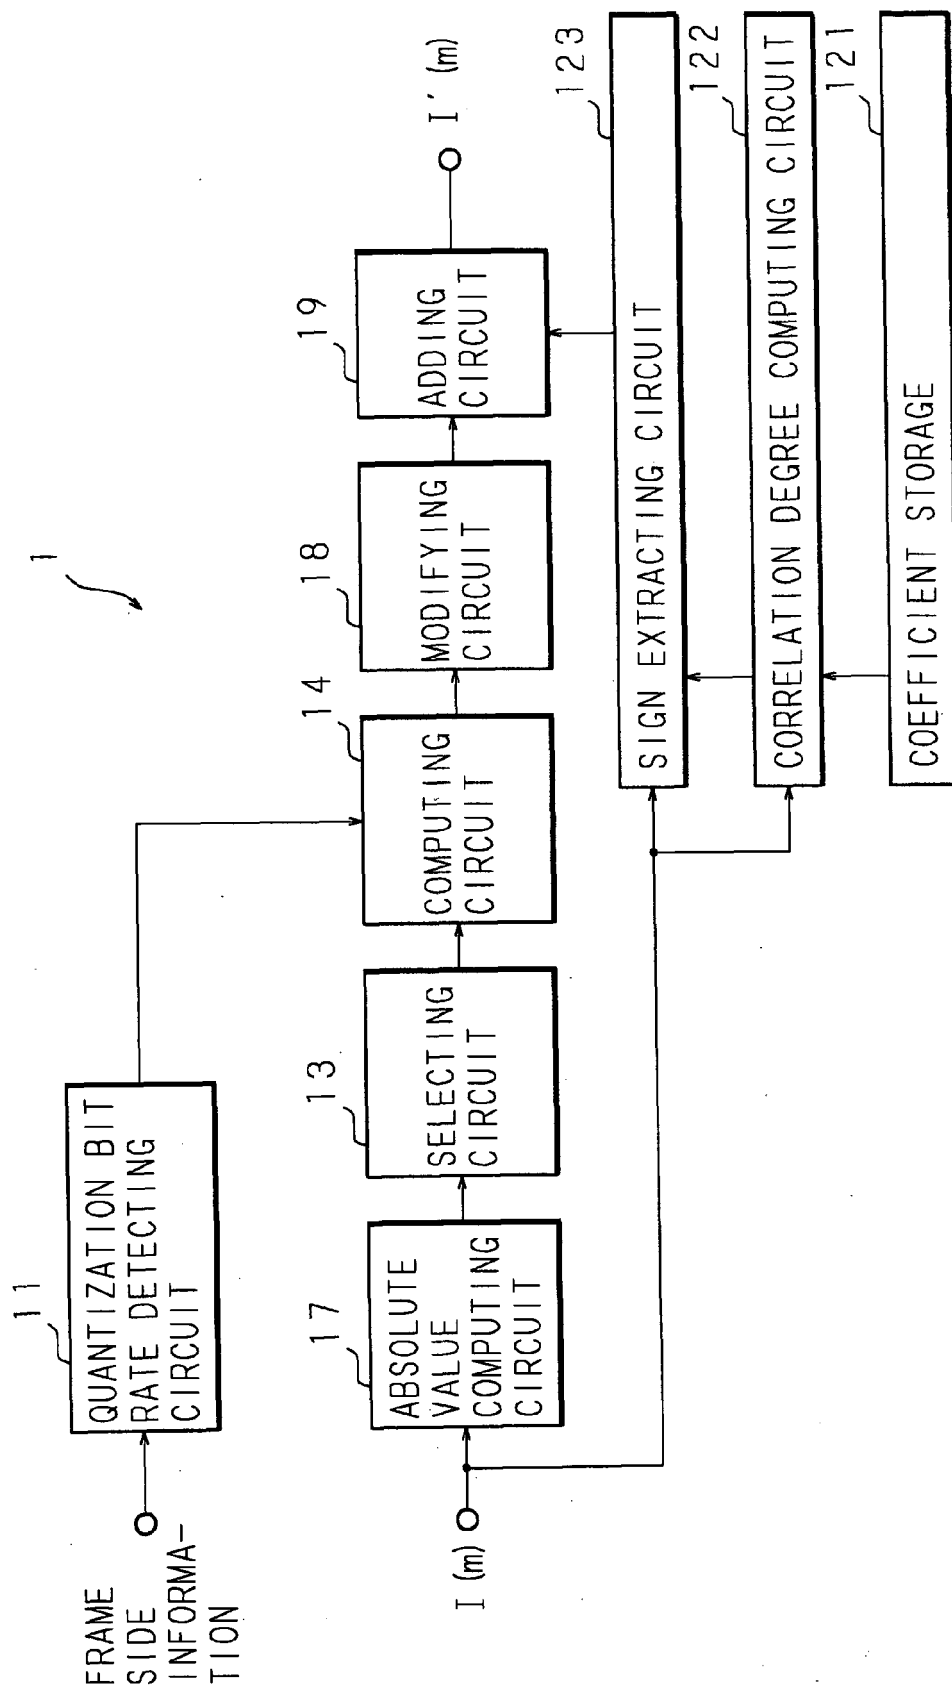 1
11
QUANTIZATION BIT
RATE DETECTING
CIRCUIT
FRAME
SIDE
INFORMA-
TION
I (m)
17
ABSOLUTE
VALUE
COMPUTING
CIRCUIT
13
SELECTING
CIRCUIT
14
COMPUTING
CIRCUIT
18
MODIFYING
CIRCUIT
19
ADDING
CIRCUIT
I' (m)
123
SIGN EXTRACTING CIRCUIT
122
CORRELATION DEGREE COMPUTING CIRCUIT
121
COEFFICIENT STORAGE